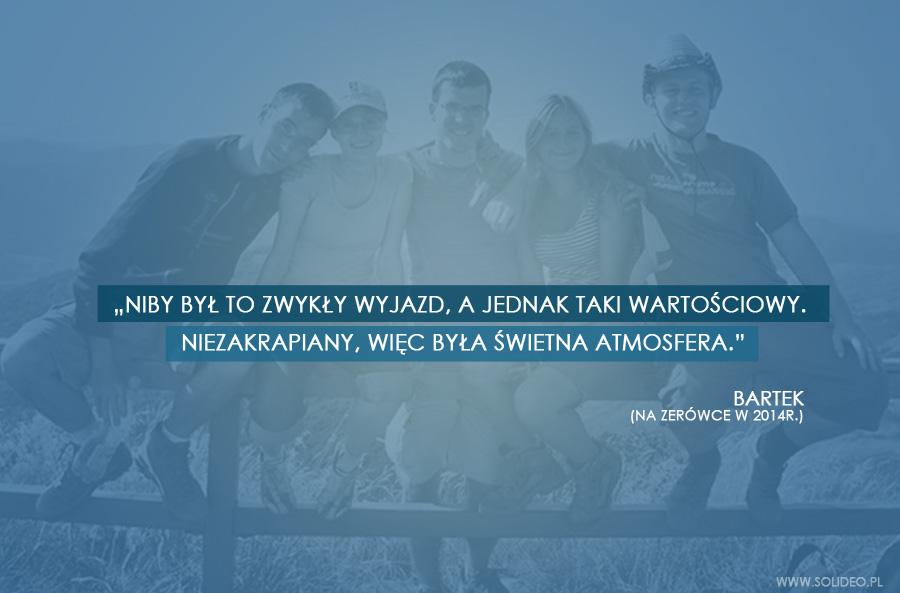 „NIBY BYŁ TO ZWYKŁY WYJAZD, A JEDNAK TAKI WARTOŚCIOWY.
NIEZAKRAPIANY, WIĘC BYŁA ŚWIETNA ATMOSFERA."
BARTEK
(NA ZERÓWCE W 2014R.)
WWW.SOLIDEO.PL